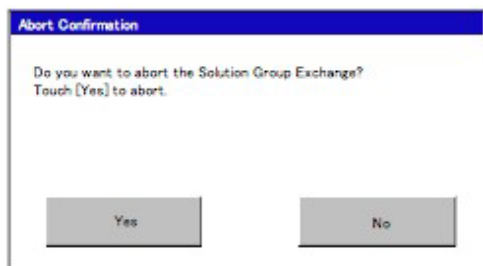 Abort Confirmation
Do you want to abort the Solution Group Exchange?
Touch [Yes] to abort.
Yes
No